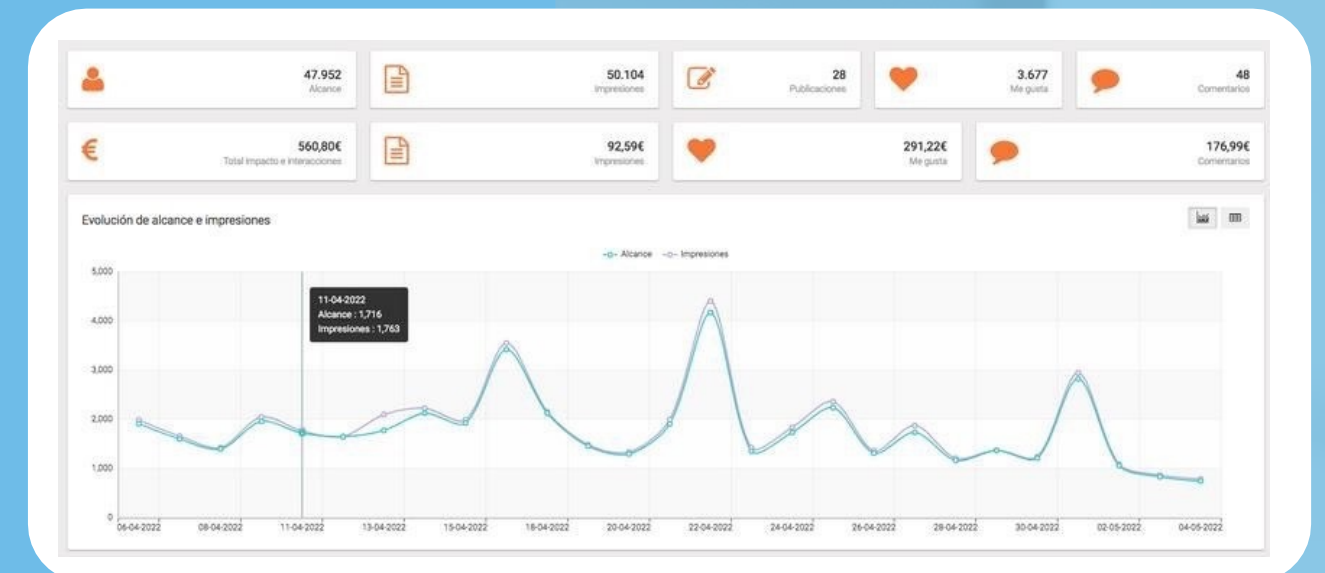 47.952
Alcance
50.104
Impresiones
28
Publicaciones
3.677
Me gusta
48
Comentarios
560,80€
Total Impacto e interacciones
92,59€
Impresiones
291,22€
Me gusta
176,99€
Comentarios
Evolución de alcance e impresiones
Alcance Impresiones
5,000
11-04-2022
Alcance : 1,716
Impresiones : 1,763
4,000
3,000
2,000
1,000
0
06-04-2022 08-04-2022 11-04-2022 13-04-2022 15-04-2022 18-04-2022 20-04-2022 22-04-2022 24-04-2022 26-04-2022 28-04-2022 30-04-2022 02-05-2022 04-05-2022